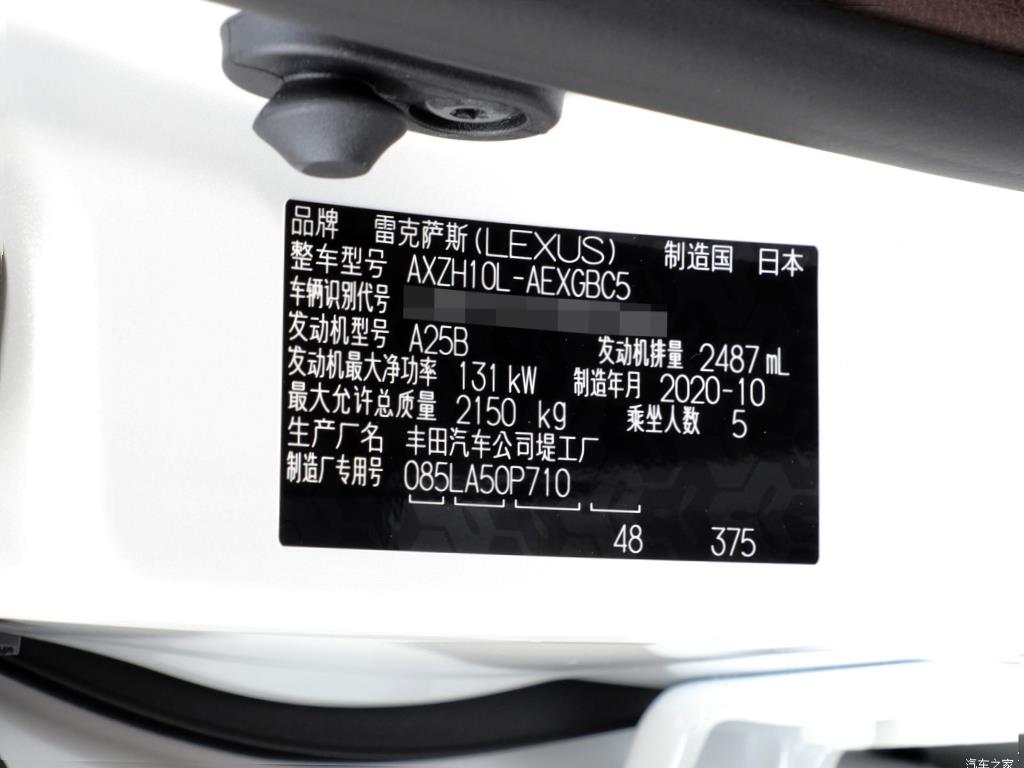 品牌 雷克萨斯(LEXUS) 制造国 日本
整车型号 AXZH10L-AEXGBC5
车辆识别代号
发动机型号 A25B 发动机排量 2487 mL
发动机最大净功率 131 kW 制造年月 2020-10
最大允许总质量 2150 kg 乘坐人数 5
生产厂名 丰田汽车公司堤工厂
制造厂专用号 085LA50P710
48 375
汽车之家